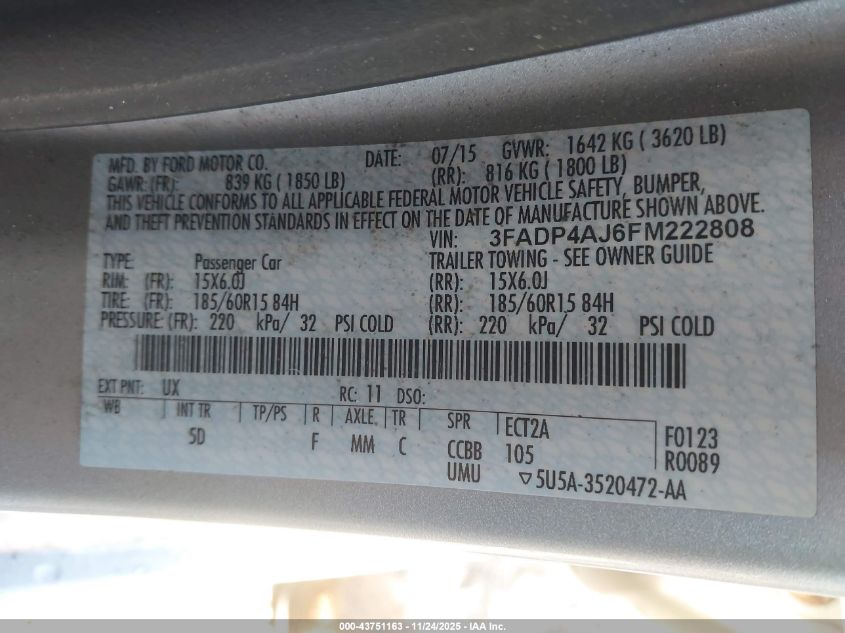 MFD. BY FORD MOTOR CO. DATE: 07/15 GVWR: 1642 KG ( 3620 LB)
GAWR: (FR): 839 KG ( 1850 LB) (RR): 816 KG ( 1800 LB)
THIS VEHICLE CONFORMS TO ALL APPLICABLE FEDERAL MOTOR VEHICLE SAFETY, BUMPER,
AND THEFT PREVENTION STANDARDS IN EFFECT ON THE DATE OF MANUFACTURE SHOWN ABOVE.
VIN: 3FADP4AJ6FM222808
TYPE: Passenger Car TRAILER TOWING - SEE OWNER GUIDE
RIM: (FR): 15X6.0J (RR): 15X6.0J
TIRE: (FR): 185/60R15 84H (RR): 185/60R15 84H
PRESSURE: (FR): 220 kPa/ 32 PSI COLD (RR): 220 kPa/ 32 PSI COLD
EXT PNT: UX RC: 11 DSO:
WB INT TR TP/PS R AXLE TR SPR ECT2A F0123
5D F MM C CCBB 105 R0089
UMU ▽5U5A-3520472-AA
000-43751163 - 11/24/2025 - IAA Inc.